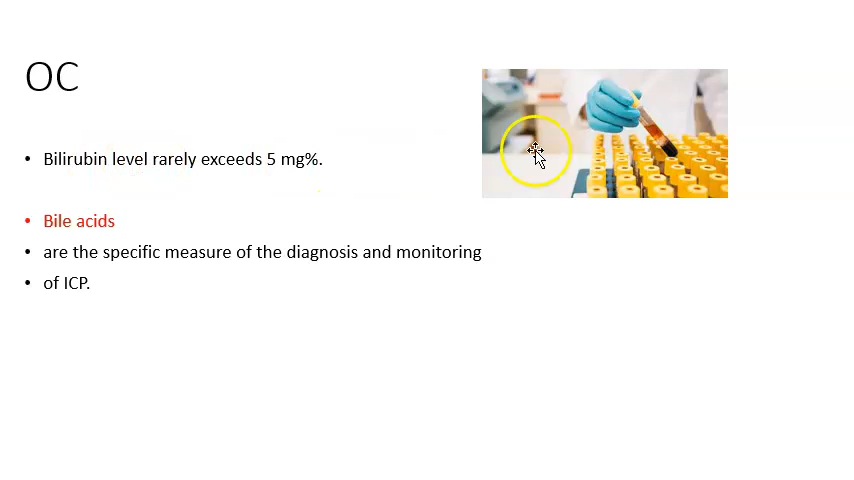 OC
• Bilirubin level rarely exceeds 5 mg%.
• Bile acids
• are the specific measure of the diagnosis and monitoring
• of ICP.